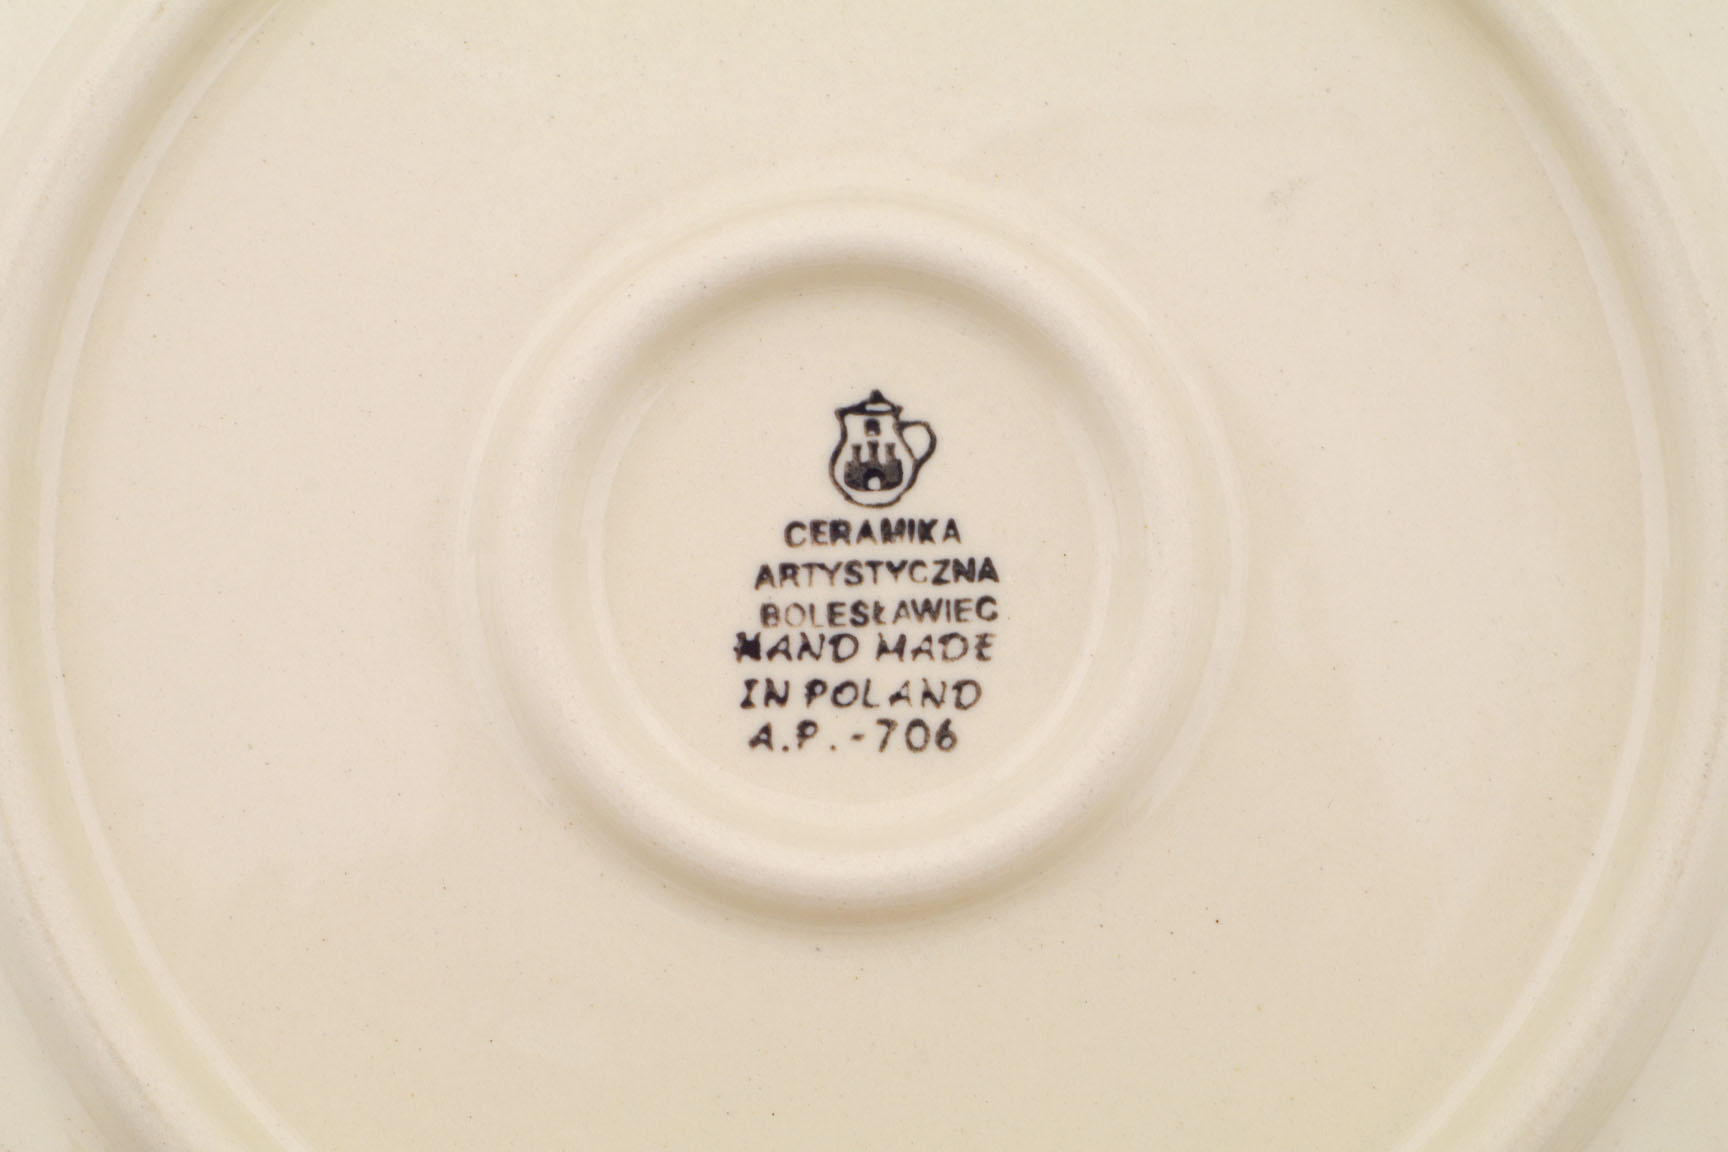 CERAMIKA
ARTYSTYCZNA
BOLESŁAWIEC
HAND MADE
IN POLAND
A.P.-706